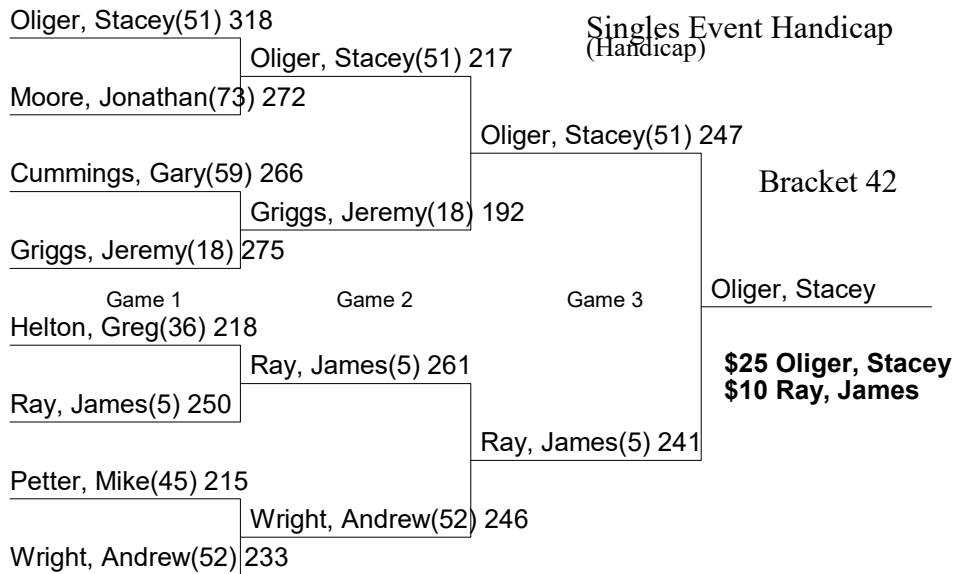 Oliger, Stacey(51) 318
Singles Event Handicap
(Handicap)
Oliger, Stacey(51) 217
Moore, Jonathan(73) 272
Oliger, Stacey(51) 247
Cummings, Gary(59) 266
Bracket 42
Griggs, Jeremy(18) 192
Griggs, Jeremy(18) 275
Game 1
Game 2
Game 3
Oliger, Stacey
Helton, Greg(36) 218
Ray, James(5) 261
$25 Oliger, Stacey
$10 Ray, James
Ray, James(5) 250
Ray, James(5) 241
Petter, Mike(45) 215
Wright, Andrew(52) 246
Wright, Andrew(52) 233